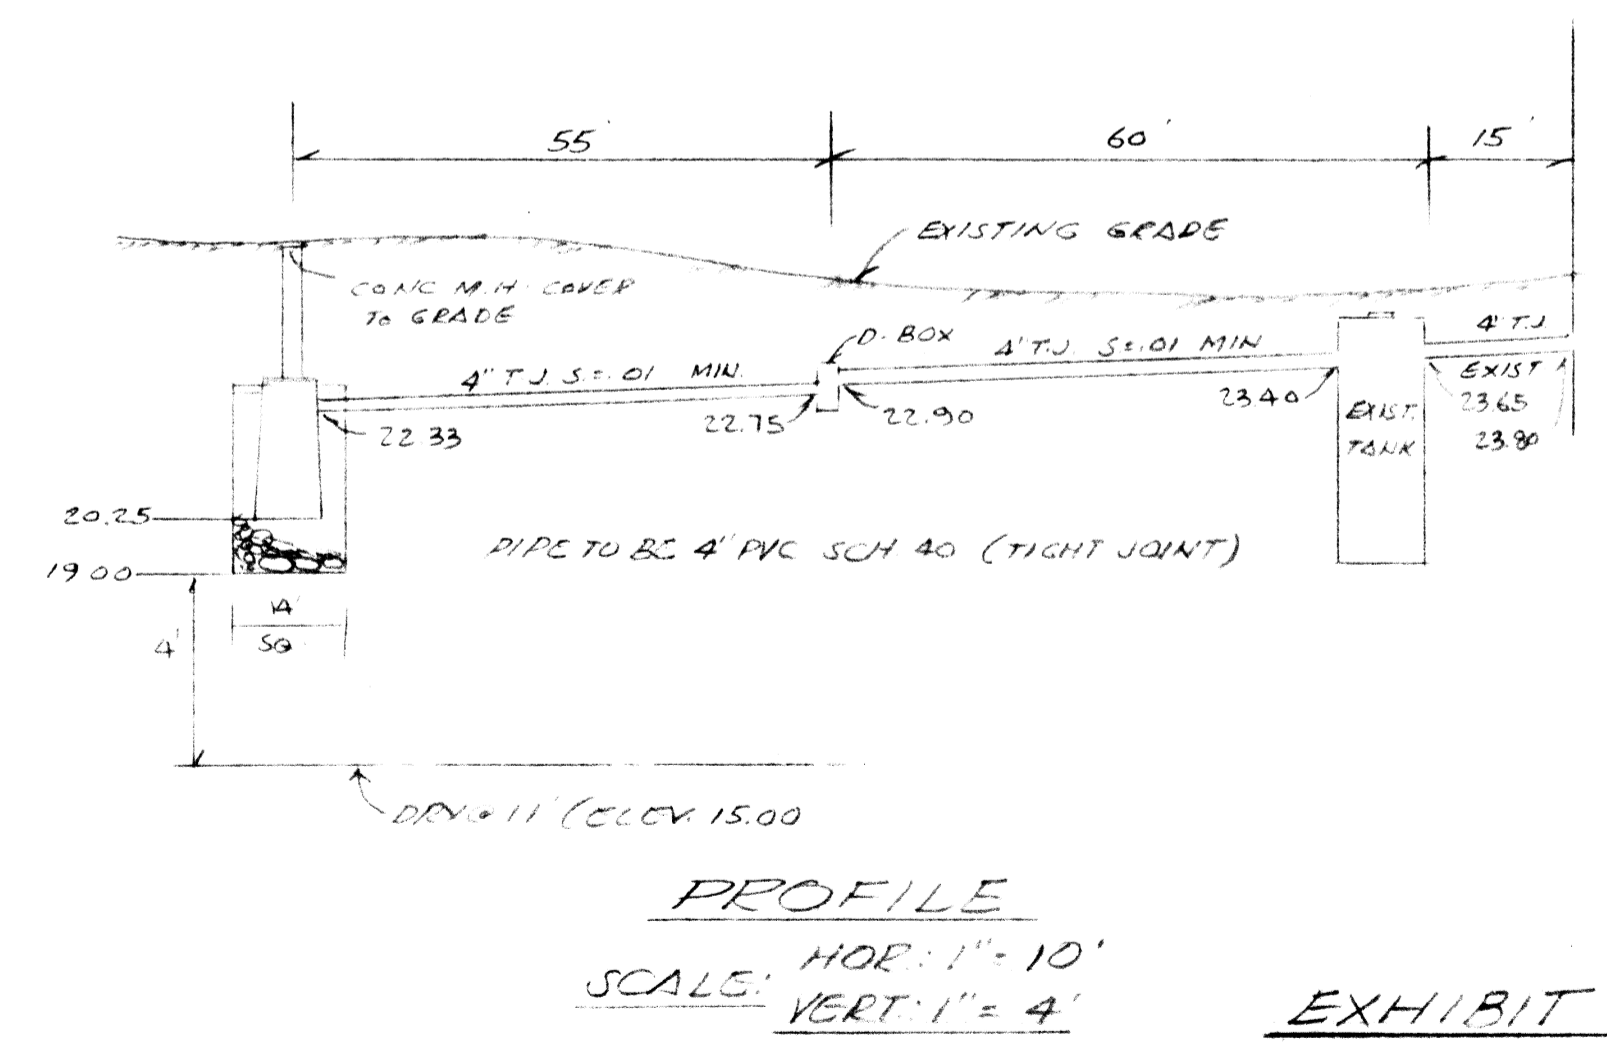 55'
60'
15'
EXISTING GRADE
CONC M.H. COVER
TO GRADE
D-BOX
4" T.J. S=.01 MIN.
4" T.J. S=.01 MIN
4" T.J.
EXIST
22.33
22.75
22.90
23.40
23.65
23.80
EXIST.
TANK
20.25
19.00
PIPE TO BE 4" PVC SCH. 40 (TIGHT JOINT)
14'
SQ.
4'
DRY @ 11' (ELEV. 15.00
PROFILE
SCALE: HOR.: 1" = 10'
VERT.: 1" = 4'
EXHIBIT